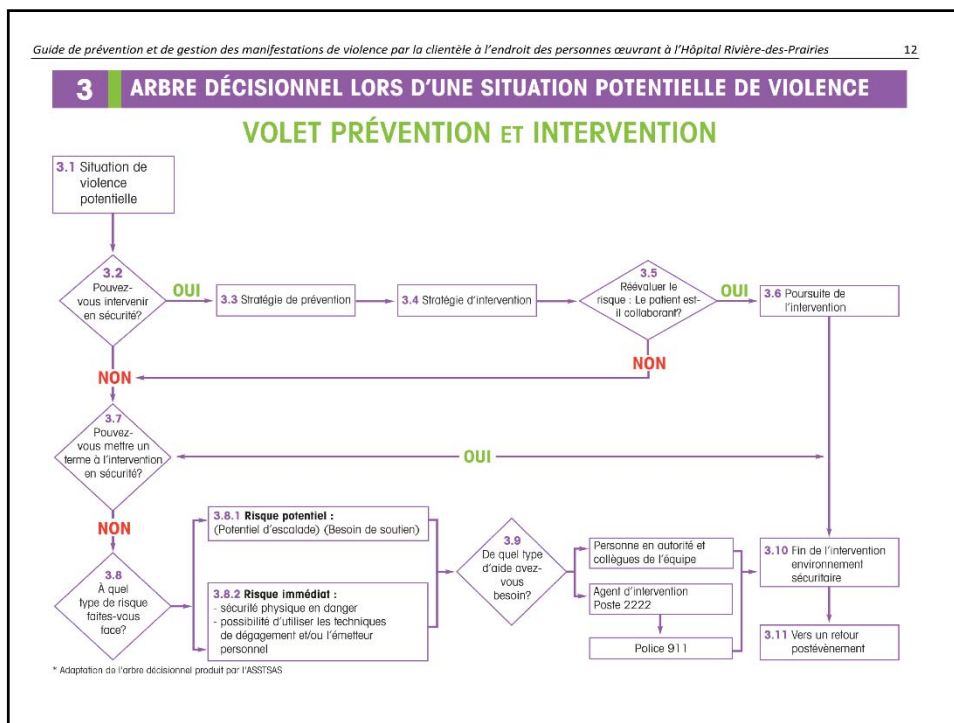 Guide de prévention et de gestion des manifestations de violence par la clientèle à l'endroit des personnes œuvrant à l'Hôpital Rivière-des-Prairies 12
3 ARBRE DÉCISIONNEL LORS D'UNE SITUATION POTENTIELLE DE VIOLENCE
VOLET PRÉVENTION ET INTERVENTION
3.1 Situation de
violence
potentielle
3.2
Pouvez-
vous intervenir
en sécurité?
OUI
3.3 Stratégie de prévention
3.4 Stratégie d'intervention
3.5
Réévaluer le
risque : Le patient est-
il collaborant?
OUI
3.6 Poursuite de
l'intervention
NON
NON
3.7
Pouvez-
vous mettre un
terme à l'intervention
en sécurité?
OUI
NON
3.8
À quel
type de risque
faites-vous
face?
3.8.1 Risque potentiel :
(Potentiel d'escalade) (Besoin de soutien)
3.8.2 Risque immédiat :
- sécurité physique en danger
- possibilité d'utiliser les techniques
de dégagement et/ou l'émetteur
personnel
3.9
De quel type
d'aide avez-
vous
besoin?
Personne en autorité et
collègues de l'équipe
Agent d'intervention
Poste 2222
Police 911
3.10 Fin de l'intervention
environnement
sécuritaire
3.11 Vers un retour
postévènement
* Adaptation de l'arbre décisionnel produit par l'ASSTSAS